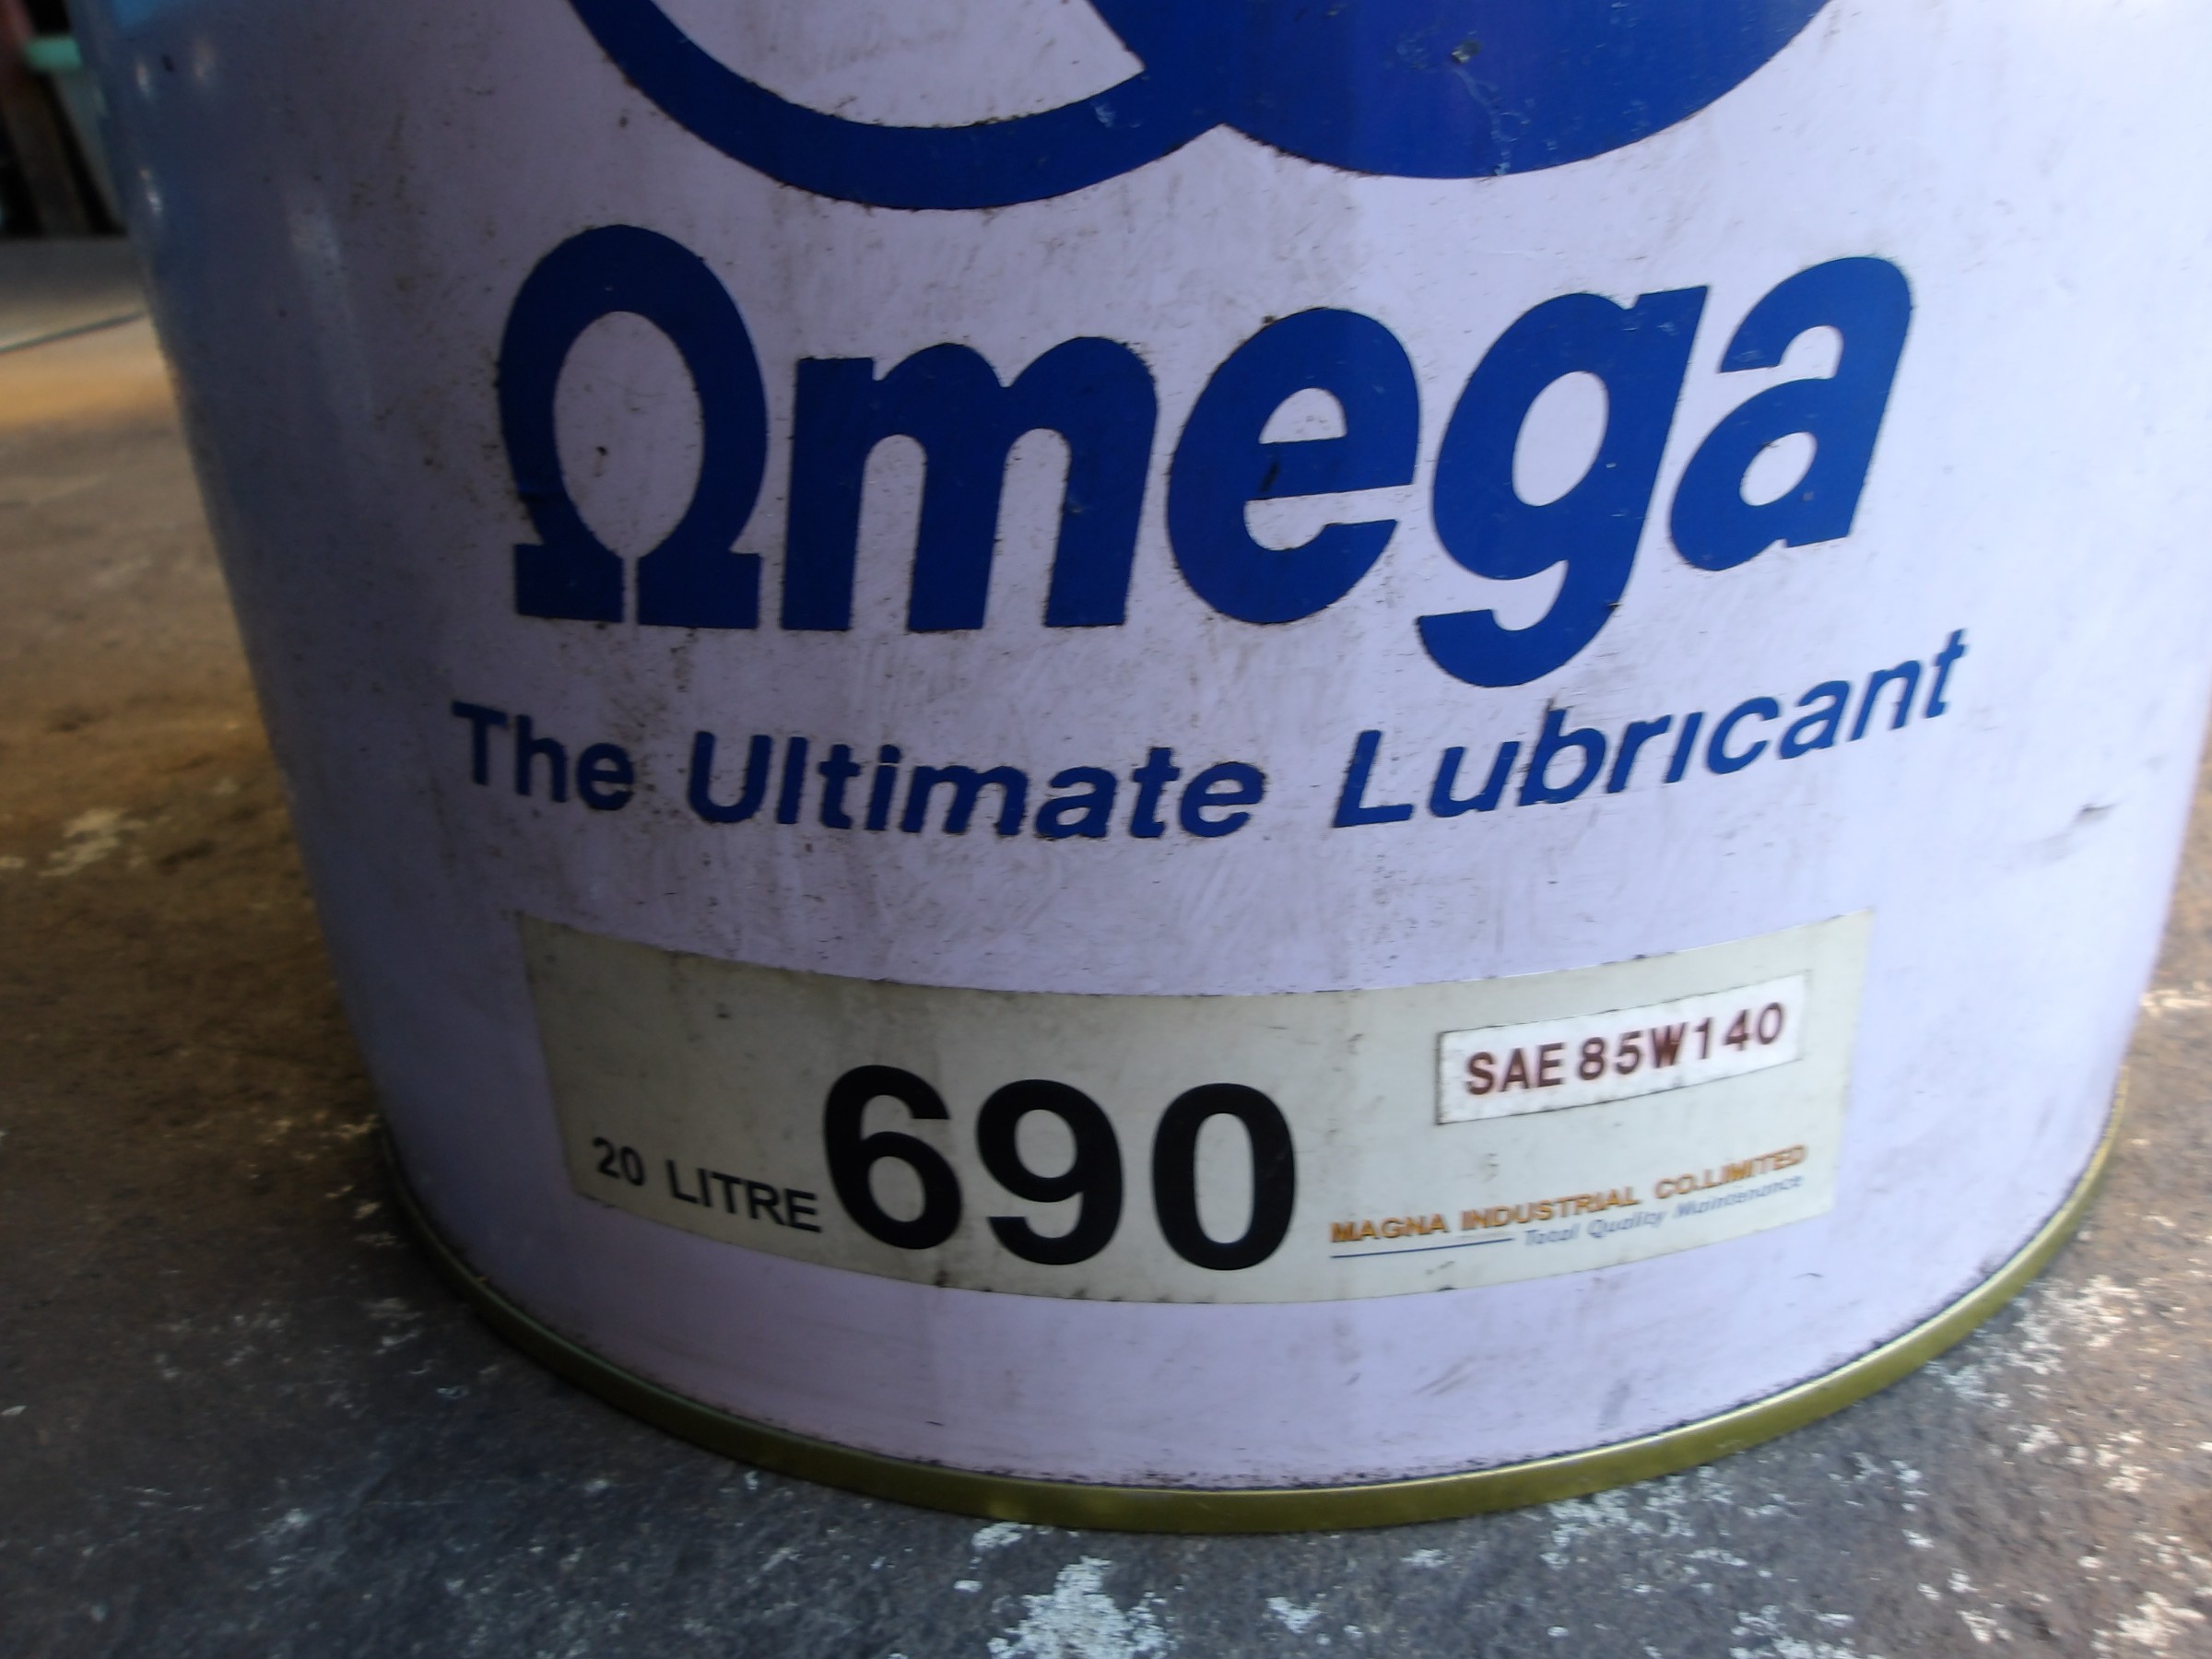 Ωmega
The Ultimate Lubricant
SAE 85W140
20 LITRE 690
MAGNA INDUSTRIAL CO.LIMITED
Total Quality Maintenance